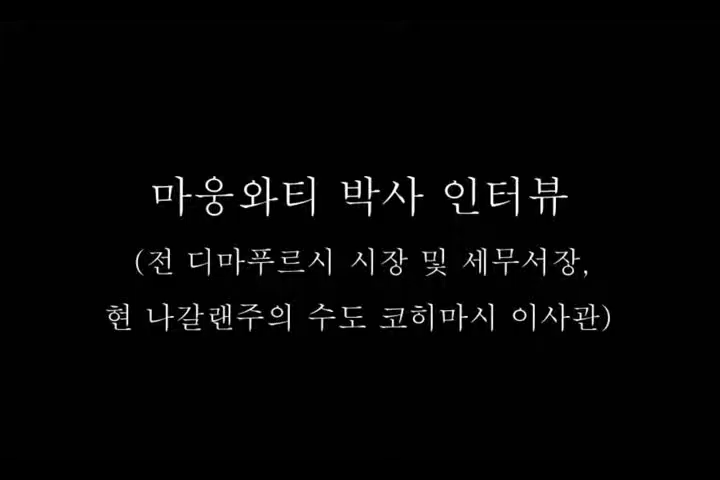 마웅와티 박사 인터뷰
(전 디마푸르시 시장 및 세무서장,
현 나갈랜주의 수도 코히마시 이사관)